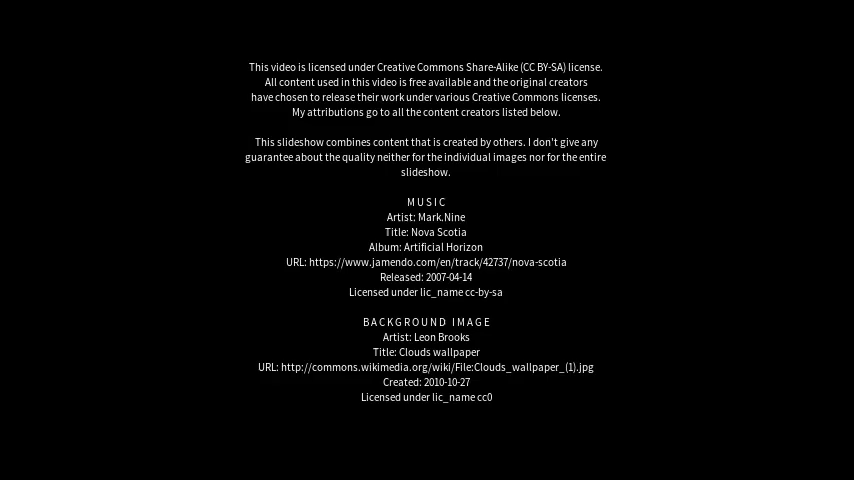 This video is licensed under Creative Commons Share-Alike (CC BY-SA) license.
All content used in this video is free available and the original creators
have chosen to release their work under various Creative Commons licenses.
My attributions go to all the content creators listed below.
This slideshow combines content that is created by others. I don't give any
guarantee about the quality neither for the individual images nor for the entire
slideshow.
MUSIC
Artist: Mark.Nine
Title: Nova Scotia
Album: Artificial Horizon
URL: https://www.jamendo.com/en/track/42737/nova-scotia
Released: 2007-04-14
Licensed under lic_name cc-by-sa
BACKGROUND IMAGE
Artist: Leon Brooks
Title: Clouds wallpaper
URL: http://commons.wikimedia.org/wiki/File:Clouds_wallpaper_(1).jpg
Created: 2010-10-27
Licensed under lic_name cc0